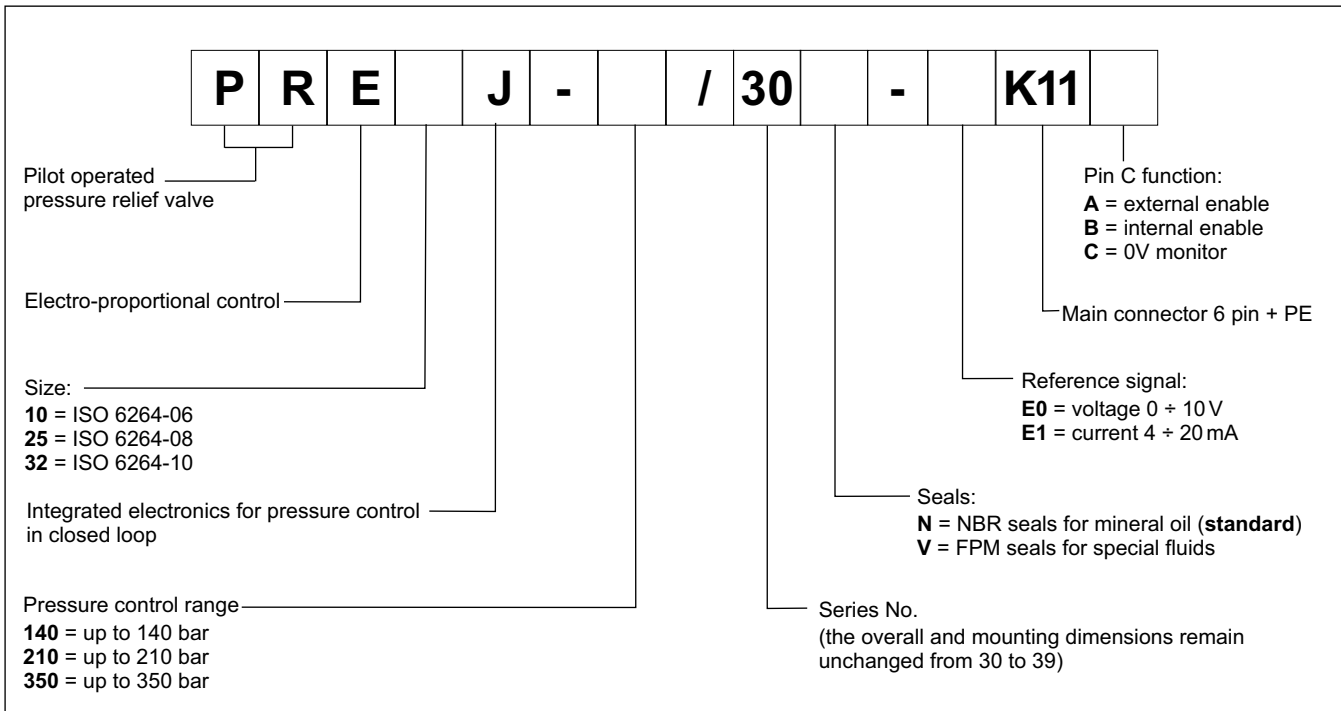 P R E J - / 30 - K11
Pilot operated
pressure relief valve
Electro-proportional control
Size:
10 = ISO 6264-06
25 = ISO 6264-08
32 = ISO 6264-10
Integrated electronics for pressure control
in closed loop
Pressure control range
140 = up to 140 bar
210 = up to 210 bar
350 = up to 350 bar
Pin C function:
A = external enable
B = internal enable
C = 0V monitor
Main connector 6 pin + PE
Reference signal:
E0 = voltage 0 ÷ 10 V
E1 = current 4 ÷ 20 mA
Seals:
N = NBR seals for mineral oil (standard)
V = FPM seals for special fluids
Series No.
(the overall and mounting dimensions remain
unchanged from 30 to 39)